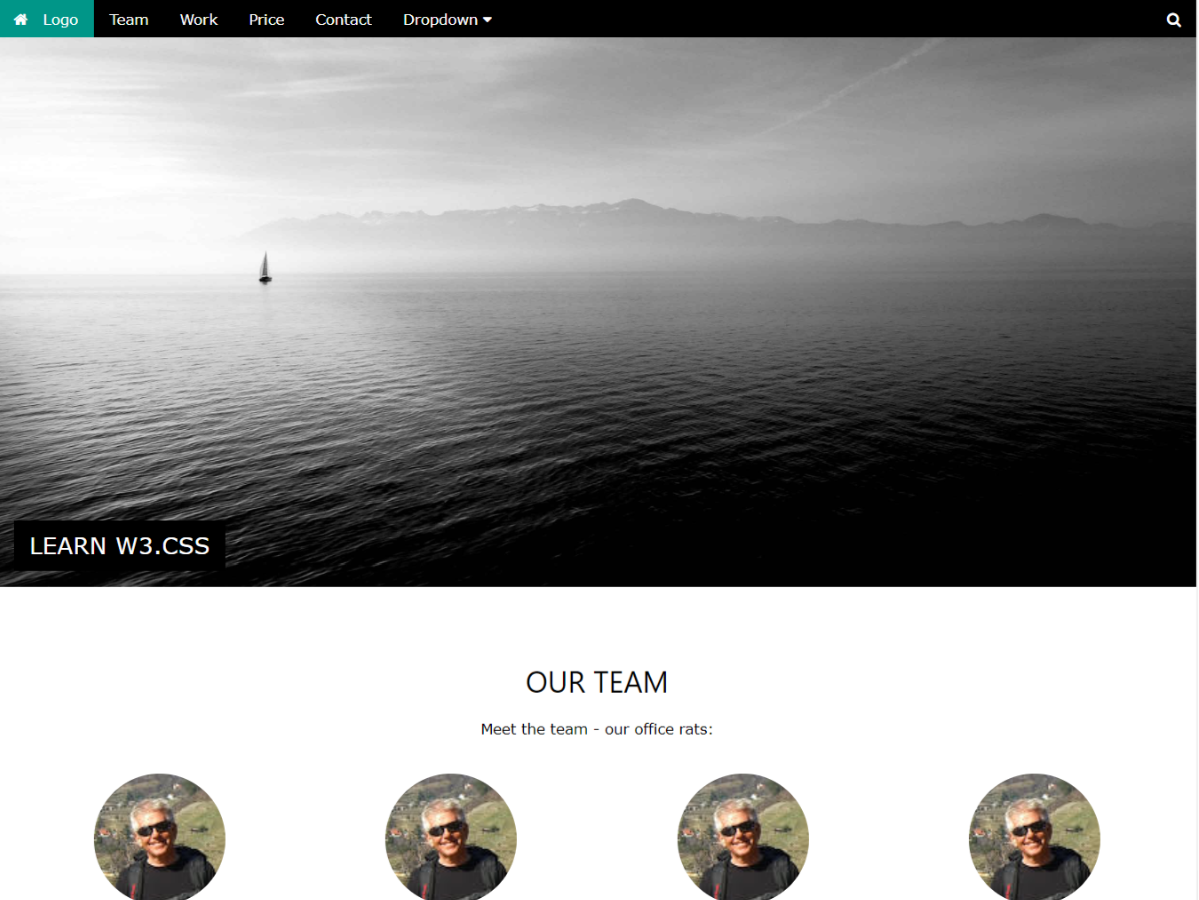 Logo Team Work Price Contact Dropdown
LEARN W3.CSS
OUR TEAM
Meet the team - our office rats: